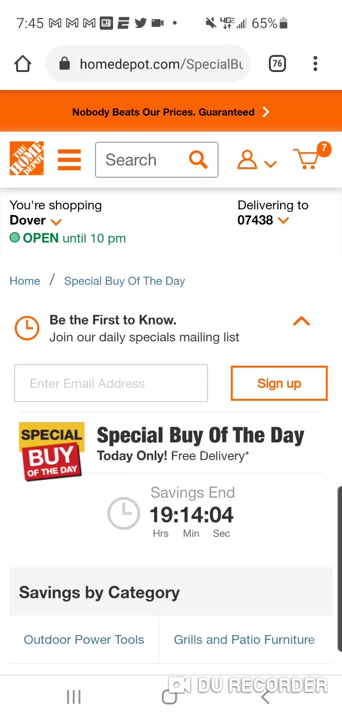 7:45
65%
homedepot.com/SpecialBu
76
Nobody Beats Our Prices. Guaranteed
THE HOME DEPOT
Search
7
You're shopping
Delivering to
Dover
07438
OPEN until 10 pm
Home / Special Buy Of The Day
Be the First to Know.
Join our daily specials mailing list
Enter Email Address
Sign up
SPECIAL
BUY
OF THE DAY
Special Buy Of The Day
Today Only! Free Delivery*
Savings End
19:14:04
Hrs Min Sec
Savings by Category
Outdoor Power Tools
Grills and Patio Furniture
DU RECORDER